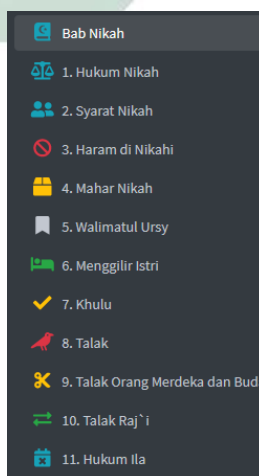 Bab Nikah
1. Hukum Nikah
2. Syarat Nikah
3. Haram di Nikahi
4. Mahar Nikah
5. Walimatul Ursy
6. Menggilir Istri
7. Khulu
8. Talak
9. Talak Orang Merdeka dan Bud
10. Talak Raj`i
11. Hukum Ila